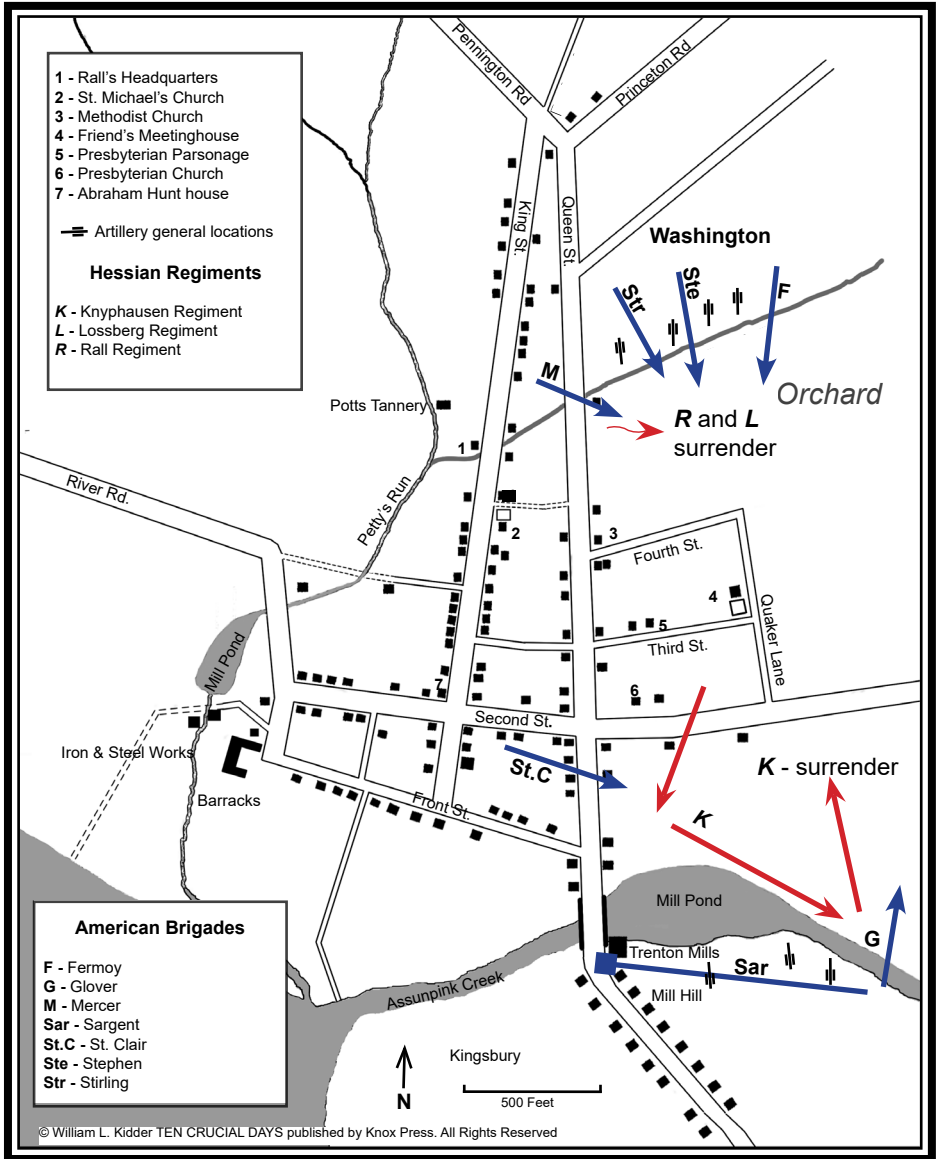 Pennington Rd
Princeton Rd
1 - Rall's Headquarters
2 - St. Michael's Church
3 - Methodist Church
4 - Friend's Meetinghouse
5 - Presbyterian Parsonage
6 - Presbyterian Church
7 - Abraham Hunt house
Artillery general locations
Hessian Regiments
K - Knyphausen Regiment
L - Lossberg Regiment
R - Rall Regiment
King St.
Queen St.
Washington
Str
Ste
F
M
Orchard
R and L
surrender
Potts Tannery
1
River Rd.
Petty's Run
2
3
Fourth St.
4
Quaker Lane
5
Third St.
Mill Pond
7
6
Second St.
Iron & Steel Works
St.C
K - surrender
Barracks
Front St.
K
Mill Pond
G
Trenton Mills
Sar
Mill Hill
Assunpink Creek
American Brigades
F - Fermoy
G - Glover
M - Mercer
Sar - Sargent
St.C - St. Clair
Ste - Stephen
Str - Stirling
Kingsbury
N
500 Feet
© William L. Kidder TEN CRUCIAL DAYS published by Knox Press. All Rights Reserved